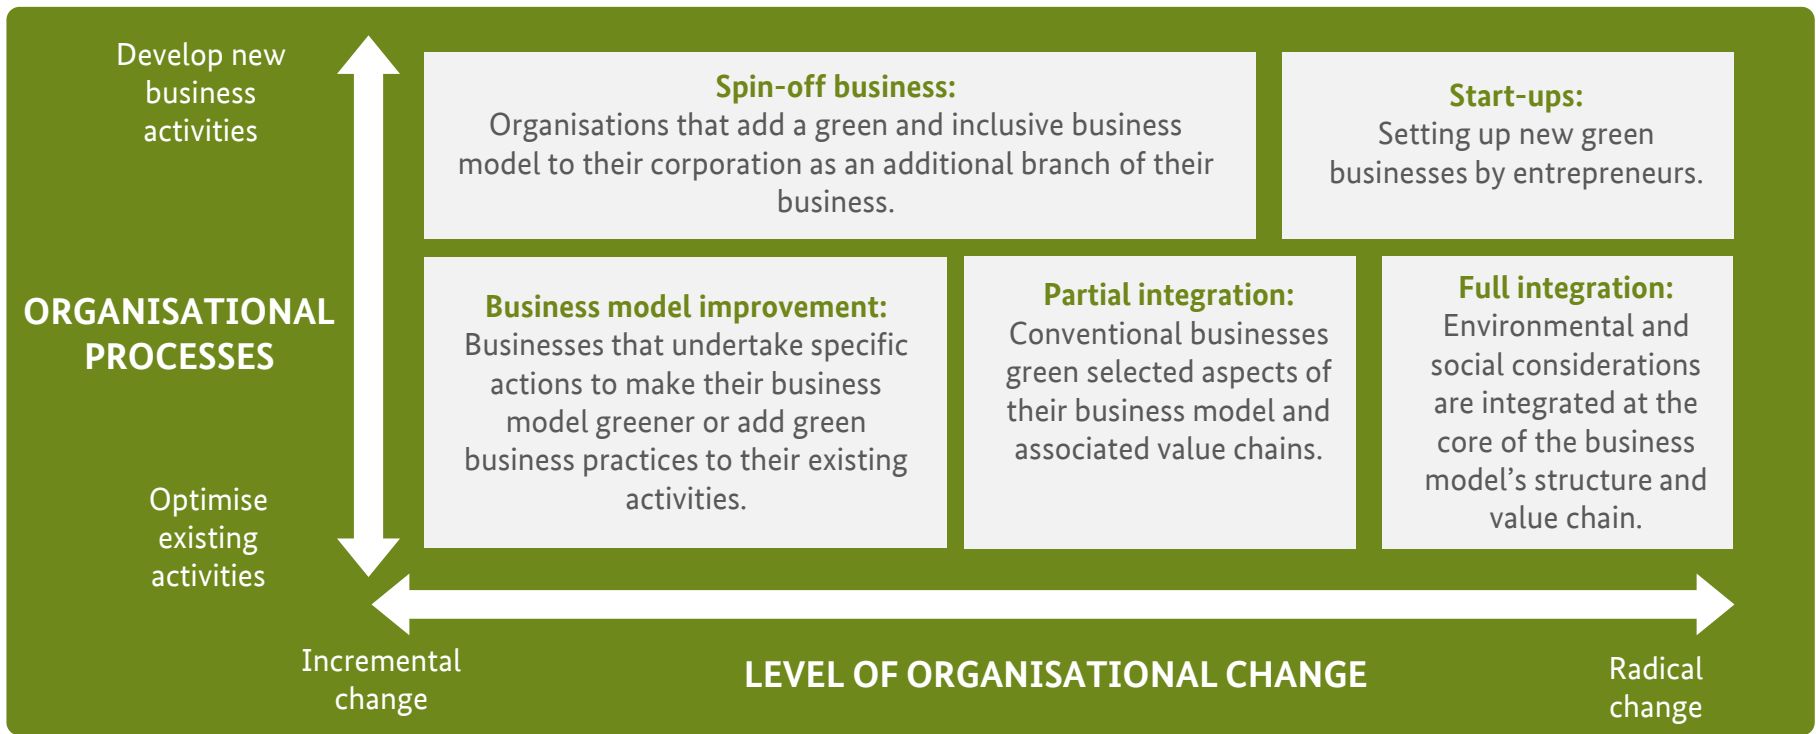 Develop new
business
activities
Spin-off business:
Organisations that add a green and inclusive business
model to their corporation as an additional branch of their
business.
Start-ups:
Setting up new green
businesses by entrepreneurs.
ORGANISATIONAL
PROCESSES
Business model improvement:
Businesses that undertake specific
actions to make their business
model greener or add green
business practices to their existing
activities.
Partial integration:
Conventional businesses
green selected aspects of
their business model and
associated value chains.
Full integration:
Environmental and
social considerations
are integrated at the
core of the business
model’s structure and
value chain.
Optimise
existing
activities
Incremental
change
LEVEL OF ORGANISATIONAL CHANGE
Radical
change